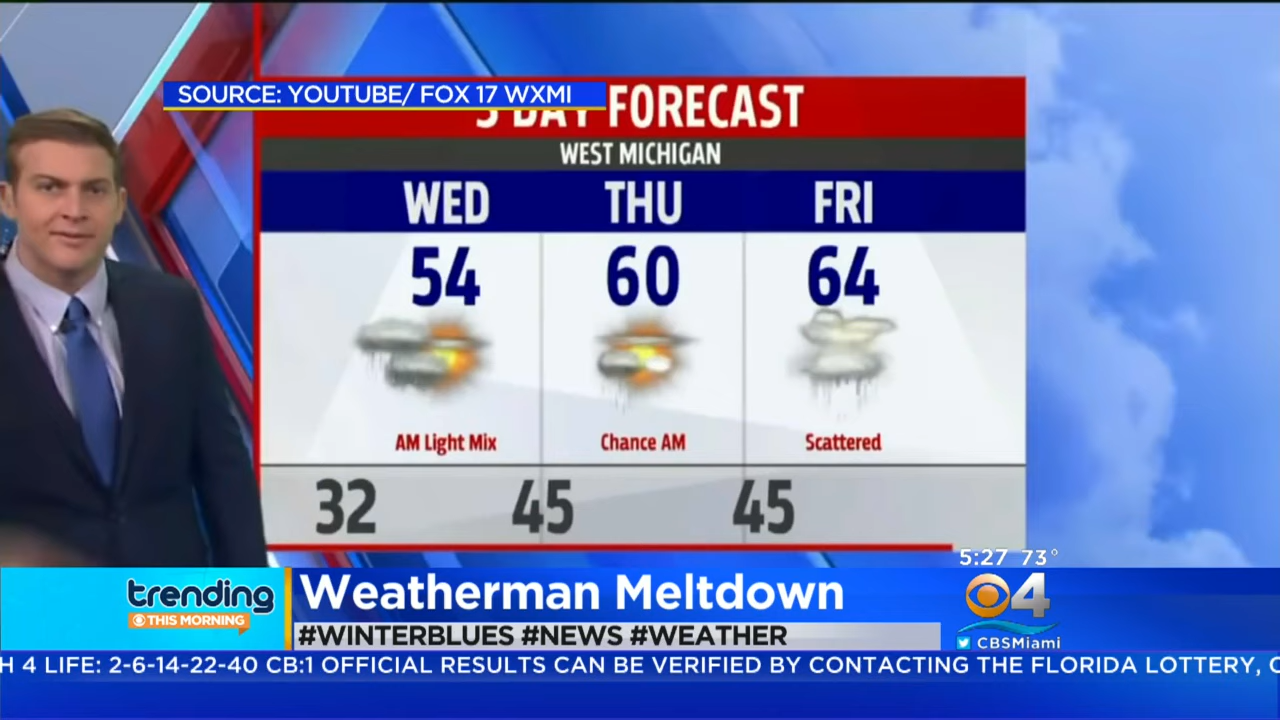 SOURCE: YOUTUBE/ FOX 17 WXMI
DAY FORECAST
WEST MICHIGAN
WED THU FRI
54 60 64
AM Light Mix Chance AM Scattered
32 45 45
5:27 73°
trending
THIS MORNING
Weatherman Meltdown
#WINTERBLUES #NEWS #WEATHER
4
CBSMiami
H 4 LIFE: 2-6-14-22-40 CB:1 OFFICIAL RESULTS CAN BE VERIFIED BY CONTACTING THE FLORIDA LOTTERY,